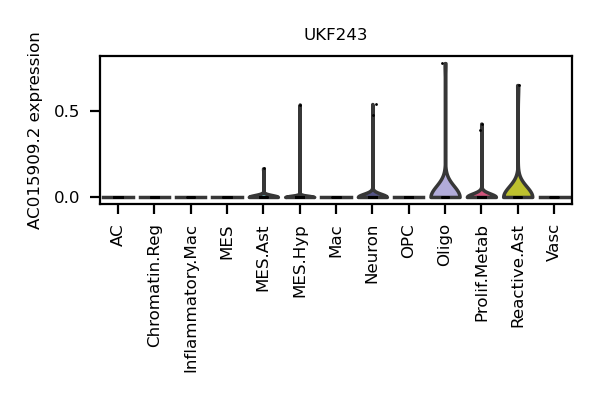 UKF243
AC015909.2 expression
0.5
0.0
AC
Chromatin.Reg
Inflammatory.Mac
MES
MES.Ast
MES.Hyp
Mac
Neuron
OPC
Oligo
Prolif.Metab
Reactive.Ast
Vasc